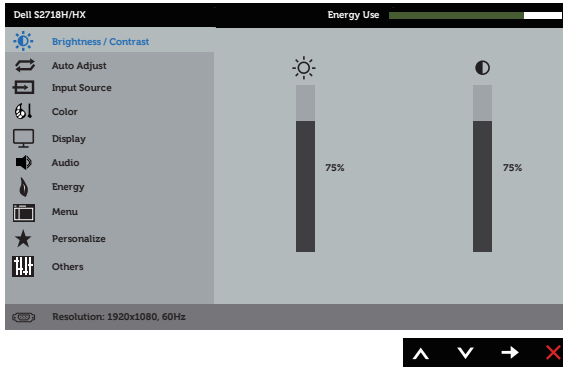 Dell S2718H/HX
Energy Use
Brightness / Contrast
Auto Adjust
Input Source
Color
Display
Audio
Energy
Menu
Personalize
Others
75%
75%
Resolution: 1920x1080, 60Hz